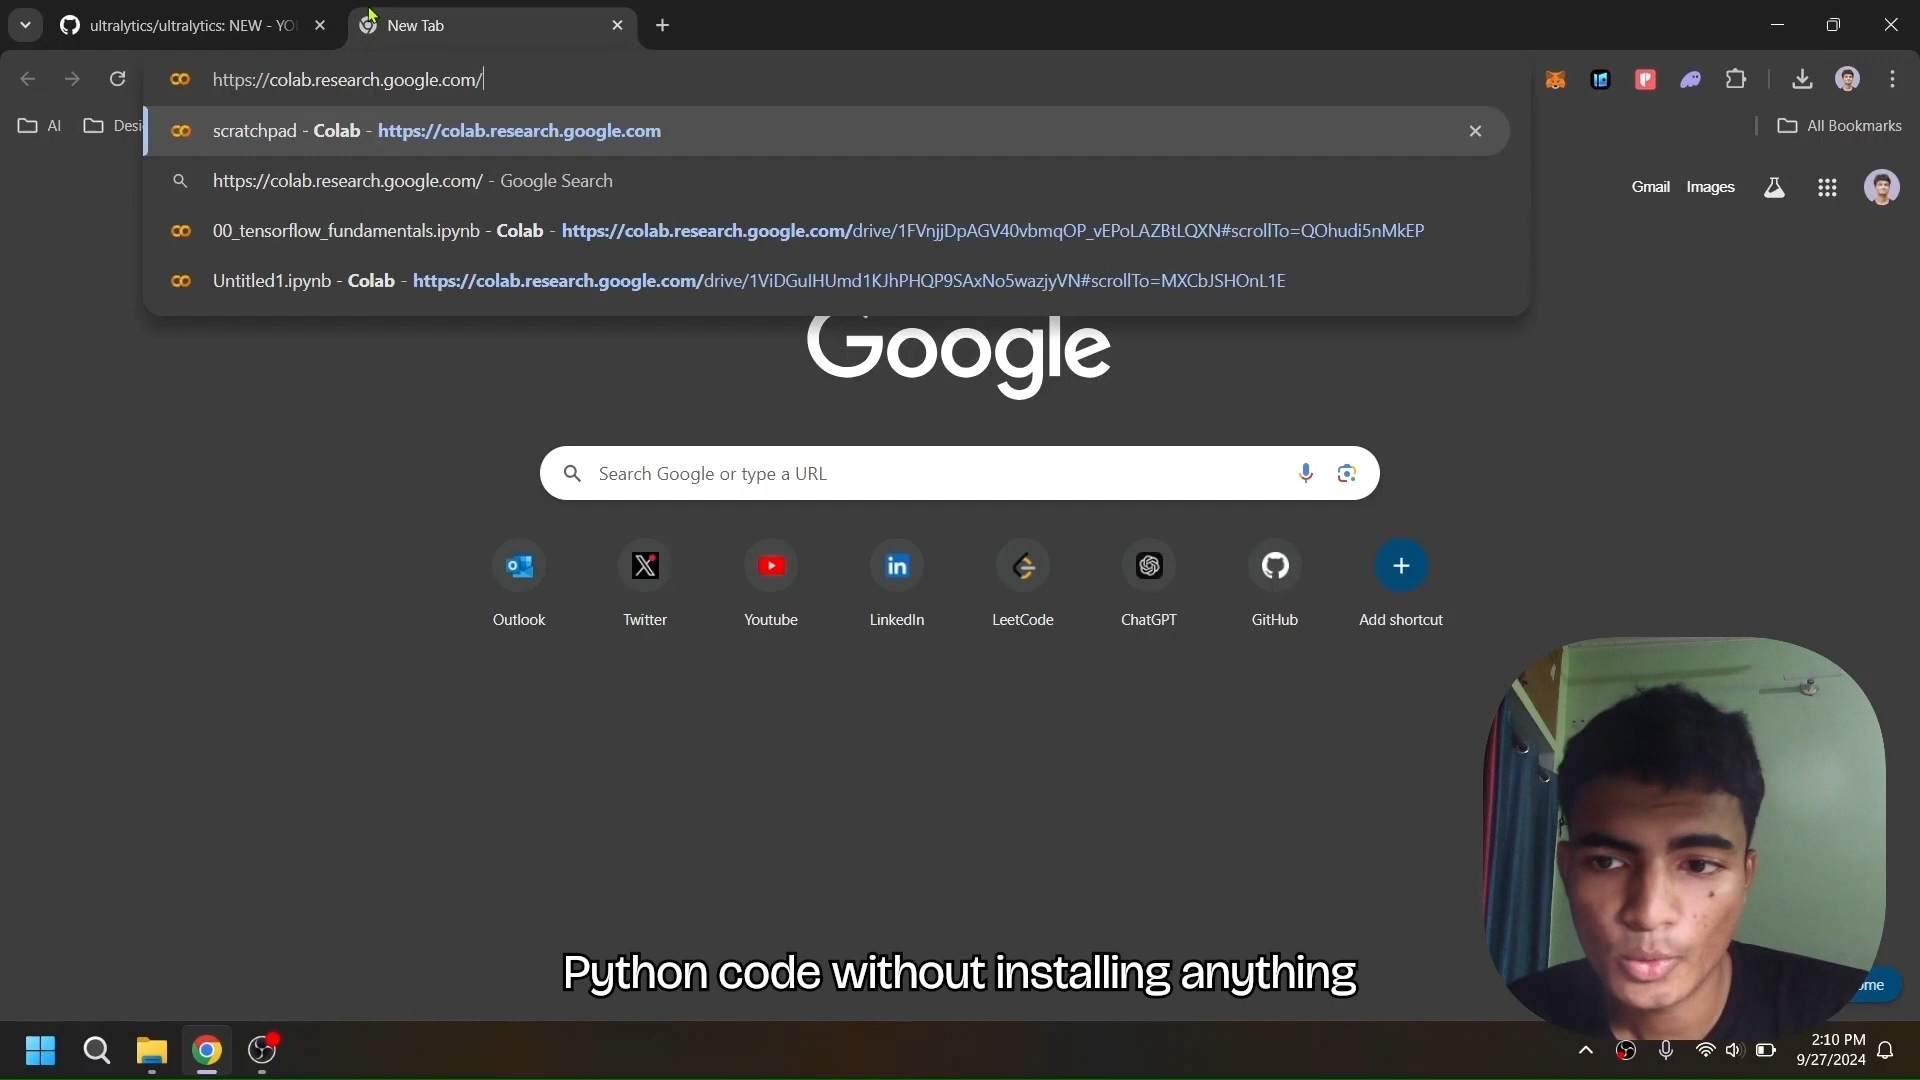 ultralytics/ultralytics: NEW - YO
New Tab
https://colab.research.google.com/
AI
Desi
All Bookmarks
scratchpad - Colab - https://colab.research.google.com
https://colab.research.google.com/ - Google Search
00_tensorflow_fundamentals.ipynb - Colab - https://colab.research.google.com/drive/1FVnjjDpAGV40vbmqOP_vEPoLAZBtLQXN#scrollTo=QOhudi5nMkEP
Untitled1.ipynb - Colab - https://colab.research.google.com/drive/1ViDGuIHUmd1KJhPHQP9SAxNo5wazjyVN#scrollTo=MXCbJSHOnL1E
Gmail Images
Google
Search Google or type a URL
Outlook Twitter Youtube LinkedIn LeetCode ChatGPT GitHub Add shortcut
Python code without installing anything
ome
2:10 PM
9/27/2024